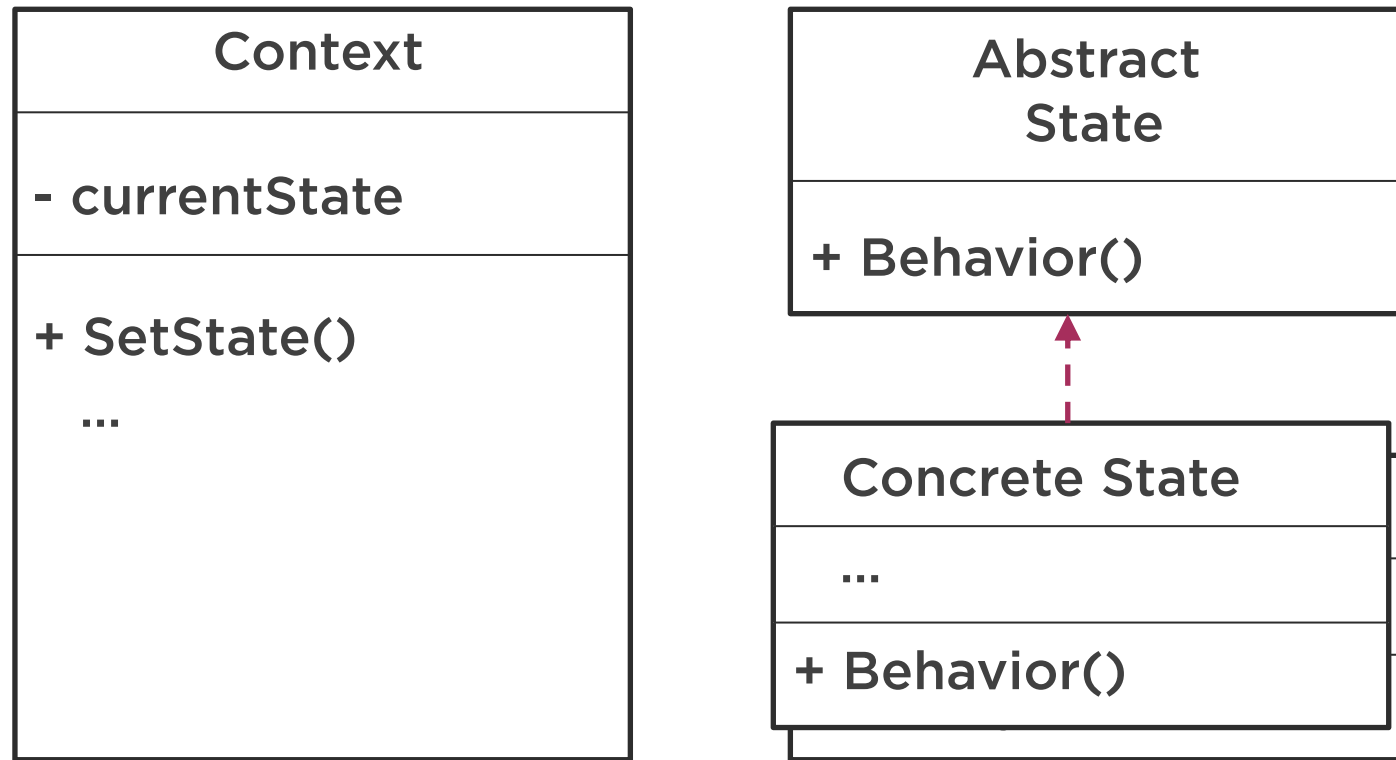 Context
- currentState
+ SetState()
...
Abstract
State
+ Behavior()
Concrete State
...
+ Behavior()